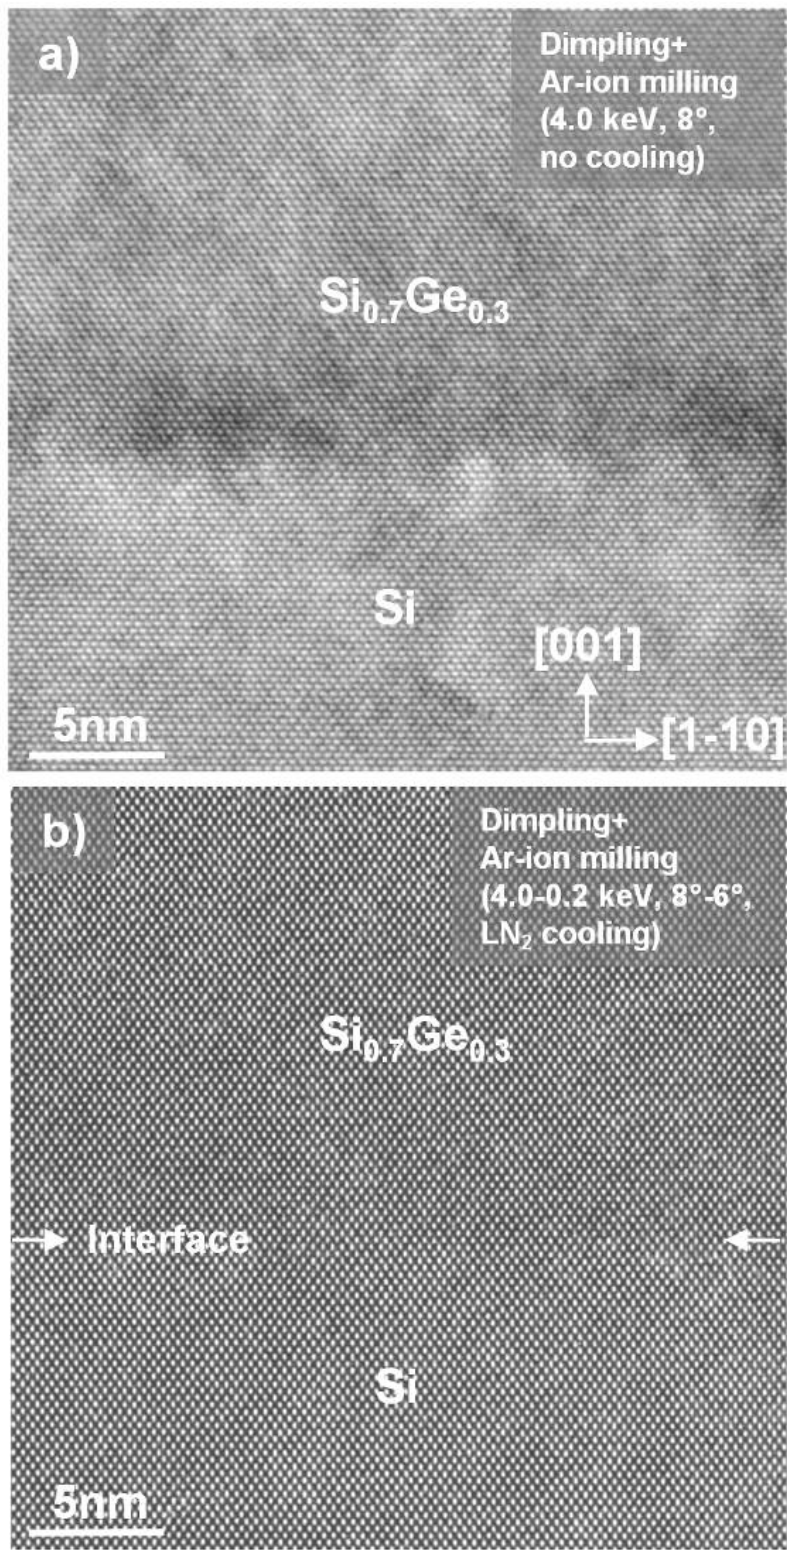 a)
Dimpling+
Ar-ion milling
(4.0 keV, 8°,
no cooling)
Si₀.₇Ge₀.₃
Si
[001]
[1-10]
5nm
b)
Dimpling+
Ar-ion milling
(4.0-0.2 keV, 8°-6°,
LN₂ cooling)
Si₀.₇Ge₀.₃
Interface
Si
5nm